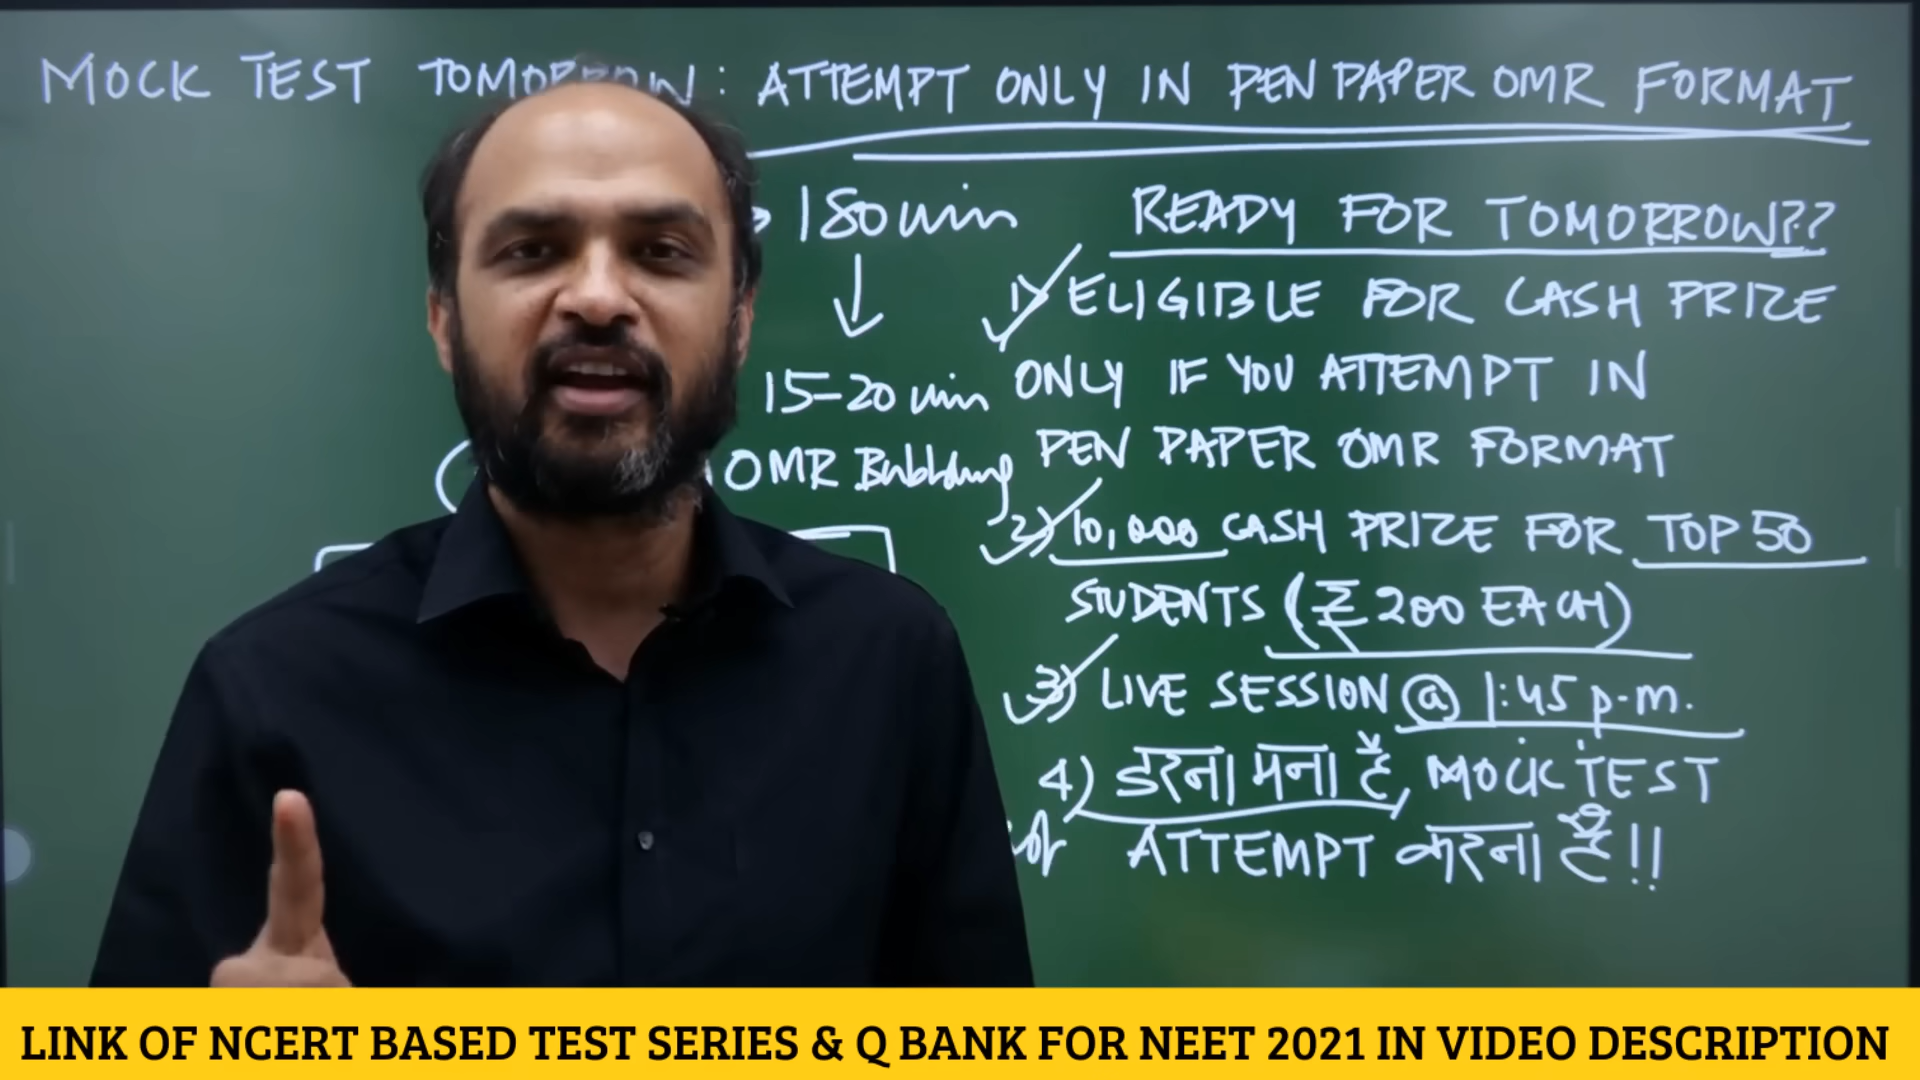 MOCK TEST TOMORROW : ATTEMPT ONLY IN PEN PAPER OMR FORMAT
180 min
15-20 min
OMR Bubbling
READY FOR TOMORROW??
1) ELIGIBLE FOR CASH PRIZE
ONLY IF YOU ATTEMPT IN
PEN PAPER OMR FORMAT
2) 10,000 CASH PRIZE FOR TOP 50
STUDENTS (₹ 200 EACH)
3) LIVE SESSION @ 1:45 p.m.
4) डरना मना है, MOCK TEST
ATTEMPT करना है!!
LINK OF NCERT BASED TEST SERIES & Q BANK FOR NEET 2021 IN VIDEO DESCRIPTION